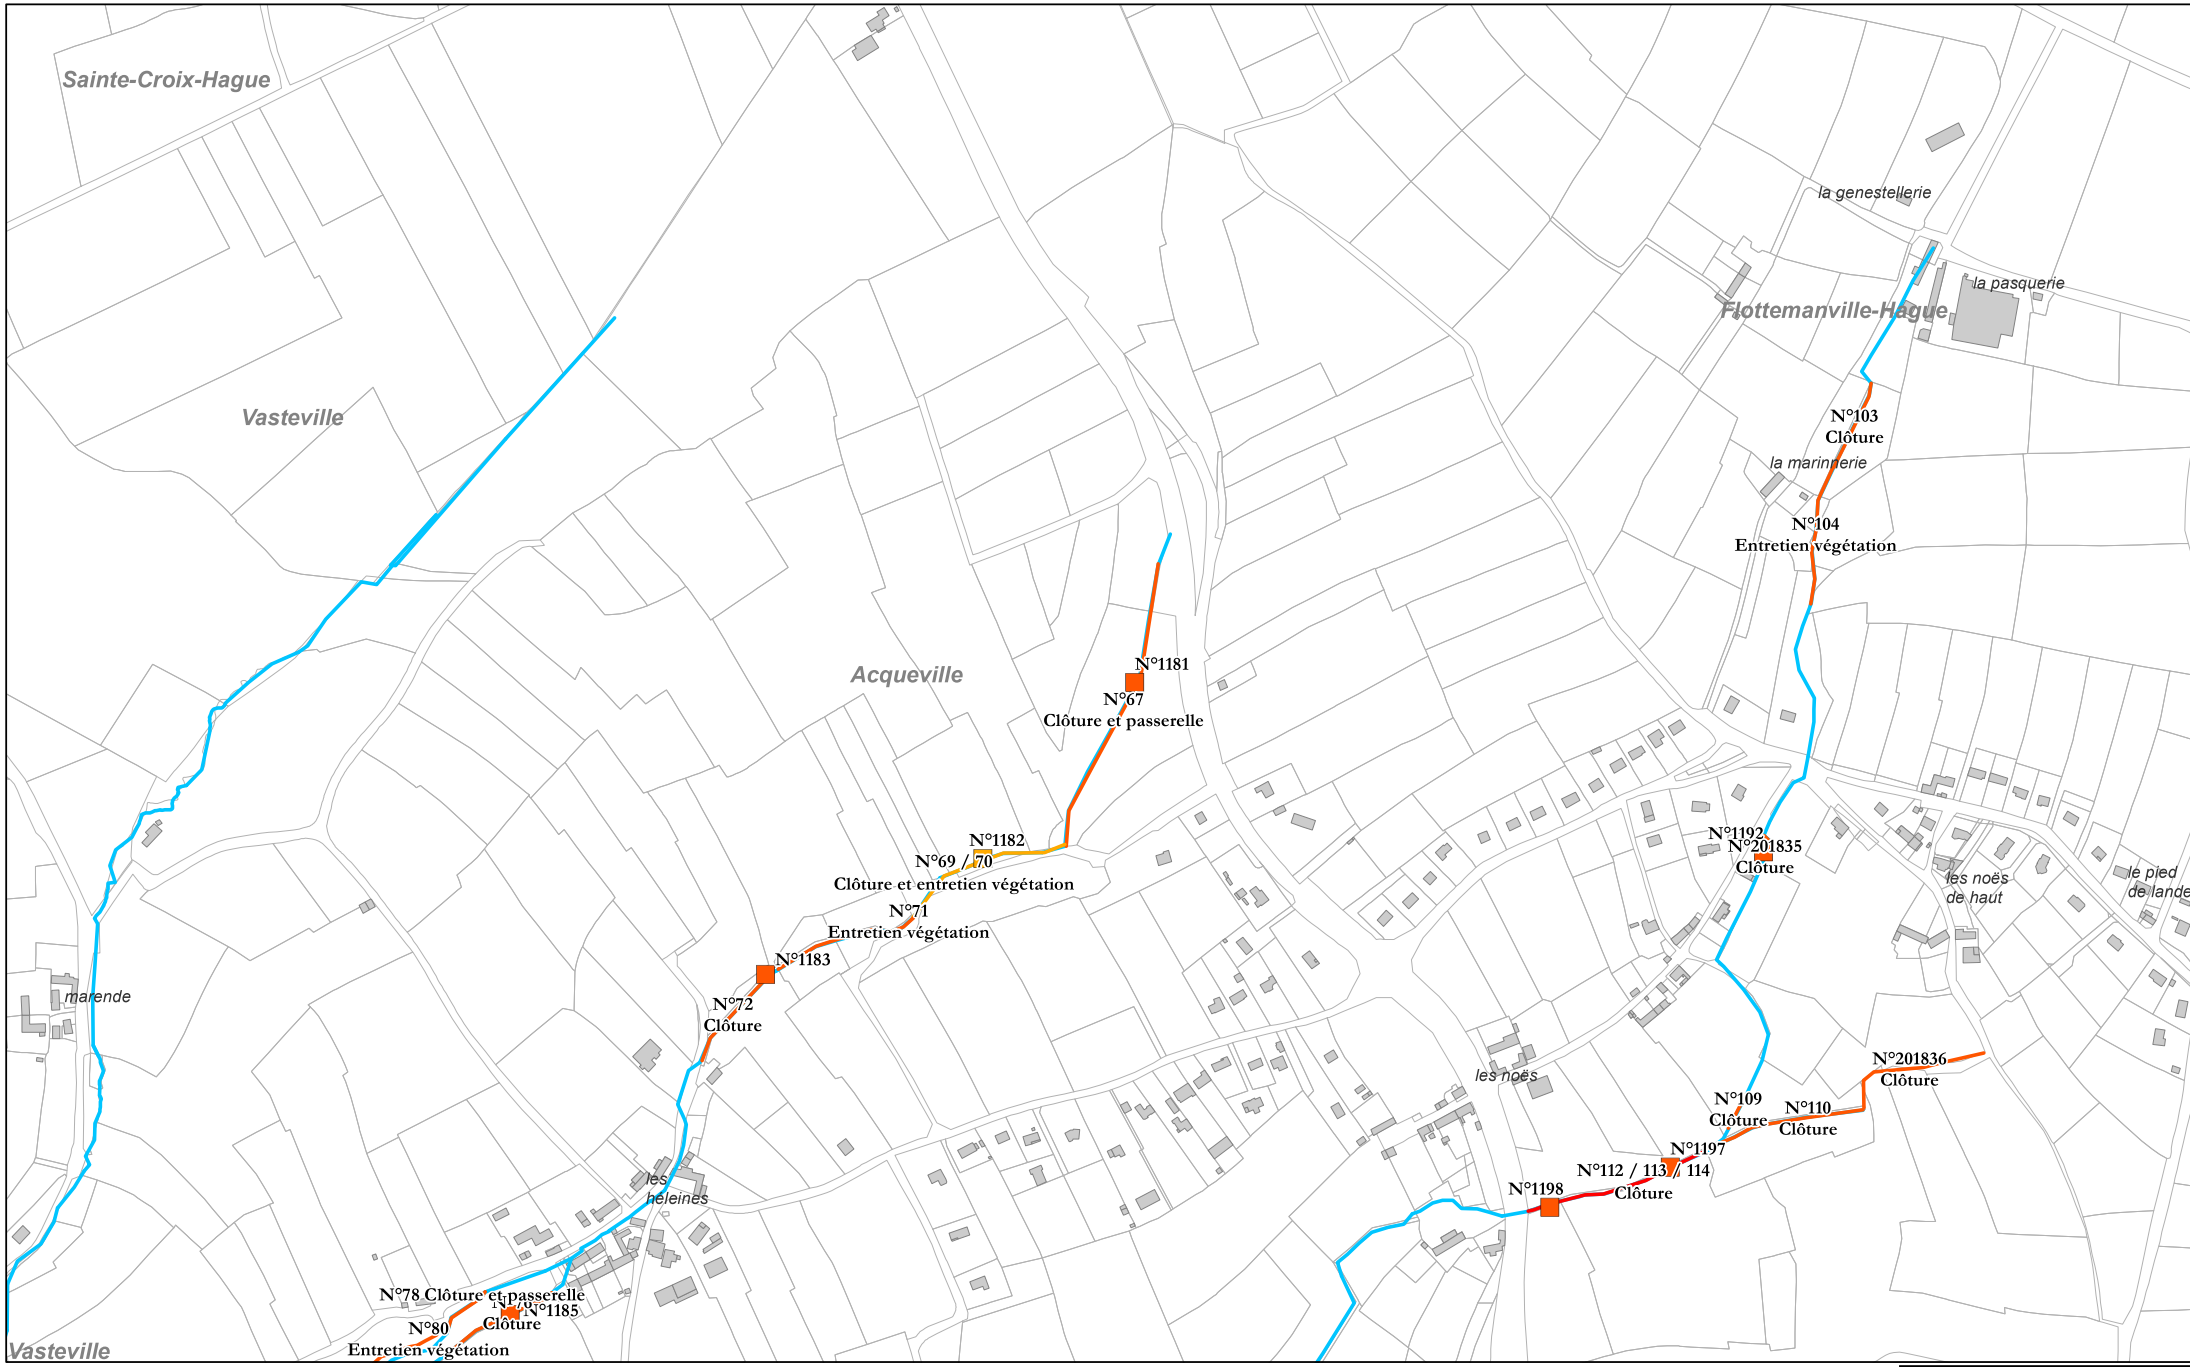 Sainte-Croix-Hague
la genestellerie
la pasquerie
Flottemanville-Hague
Vasteville
N°103
Clôture
la marinnerie
N°104
Entretien végétation
N°1181
Acqueville
N°67
Clôture et passerelle
N°1182
N°69 / 70
Clôture et entretien végétation
N°1192
N°201835
Clôture
les noës
de haut
le pied
de lande
N°71
Entretien végétation
N°1183
marende
N°72
Clôture
les noës
N°201836
Clôture
N°109
Clôture
N°110
Clôture
N°1197
N°112 / 113 / 114
Clôture
N°1198
les
heleines
N°78 Clôture et passerelle
N°1185
Clôture
N°80
Entretien végétation
Vasteville